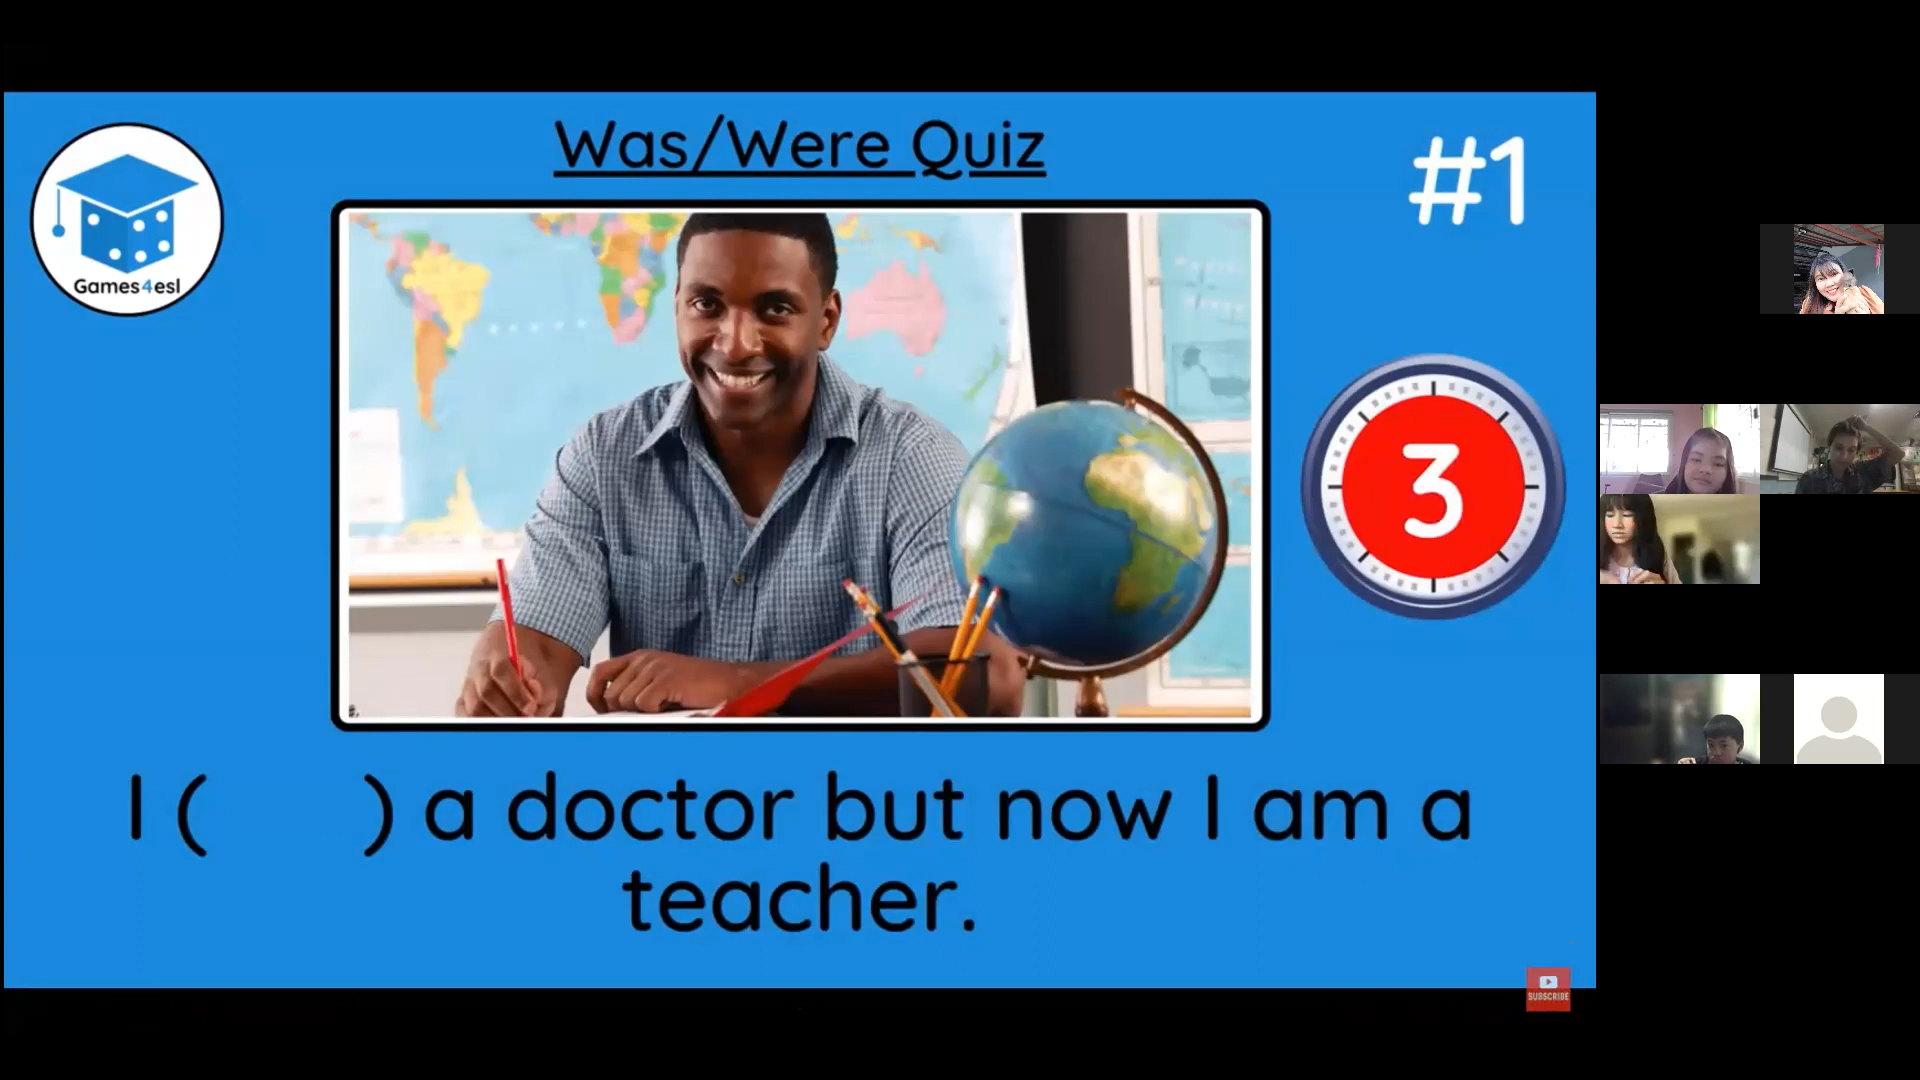 Was/Were Quiz
#1
Games4esl
3
I ( ) a doctor but now I am a
teacher.
SUBSCRIBE